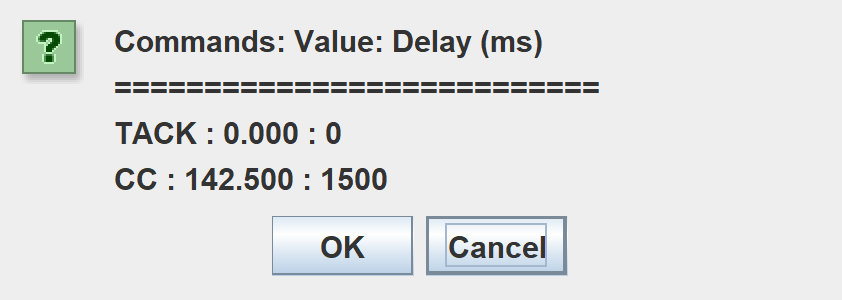 ?
Commands: Value: Delay (ms)
===========================
TACK : 0.000 : 0
CC : 142.500 : 1500
OK Cancel